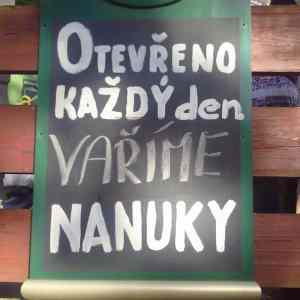 OTEVŘENO
KAŽDÝ den
VAŘÍME
NANUKY